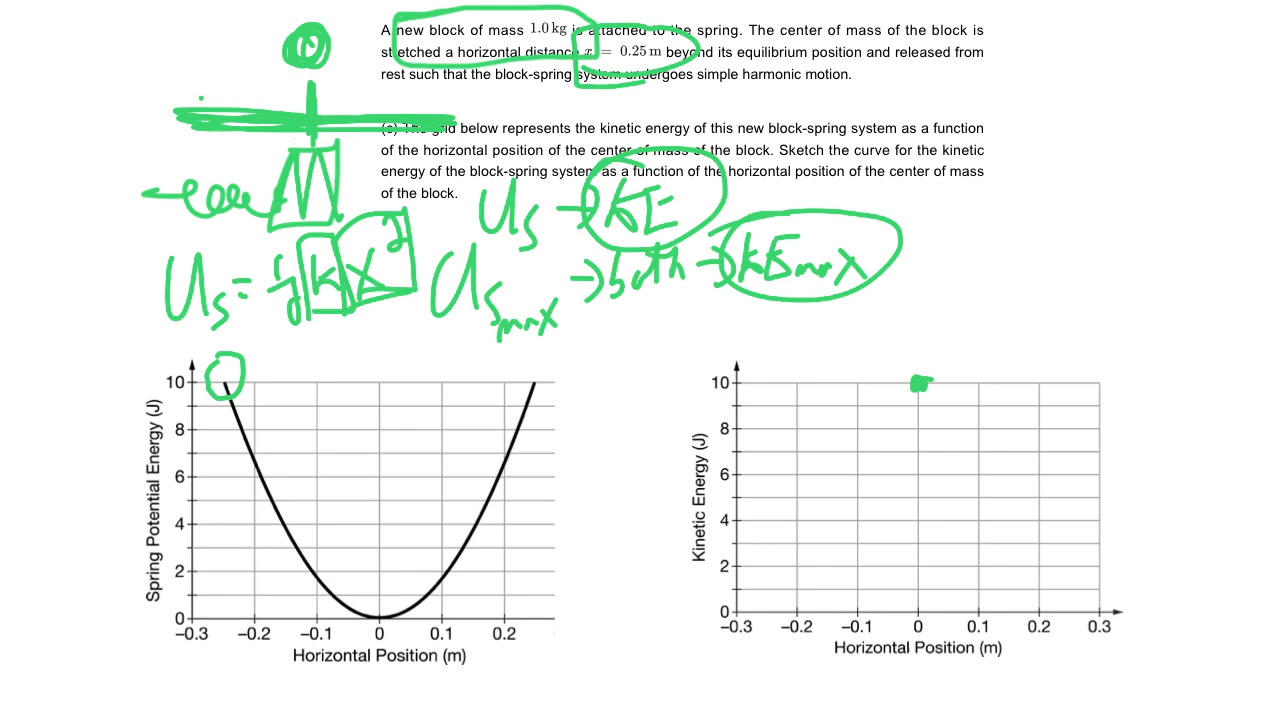 A new block of mass 1.0 kg is attached to the spring. The center of mass of the block is
stretched a horizontal distance x = 0.25 m beyond its equilibrium position and released from
rest such that the block-spring system undergoes simple harmonic motion.
(c) The grid below represents the kinetic energy of this new block-spring system as a function
of the horizontal position of the center of mass of the block. Sketch the curve for the kinetic
energy of the block-spring system as a function of the horizontal position of the center of mass
of the block.
Us → KE
Us = ½ k x²
Us max → both → KE max
10
8
6
4
2
0
−0.3 −0.2 −0.1 0 0.1 0.2
Horizontal Position (m)
Spring Potential Energy (J)
10
8
6
4
2
0
−0.3 −0.2 −0.1 0 0.1 0.2 0.3
Horizontal Position (m)
Kinetic Energy (J)